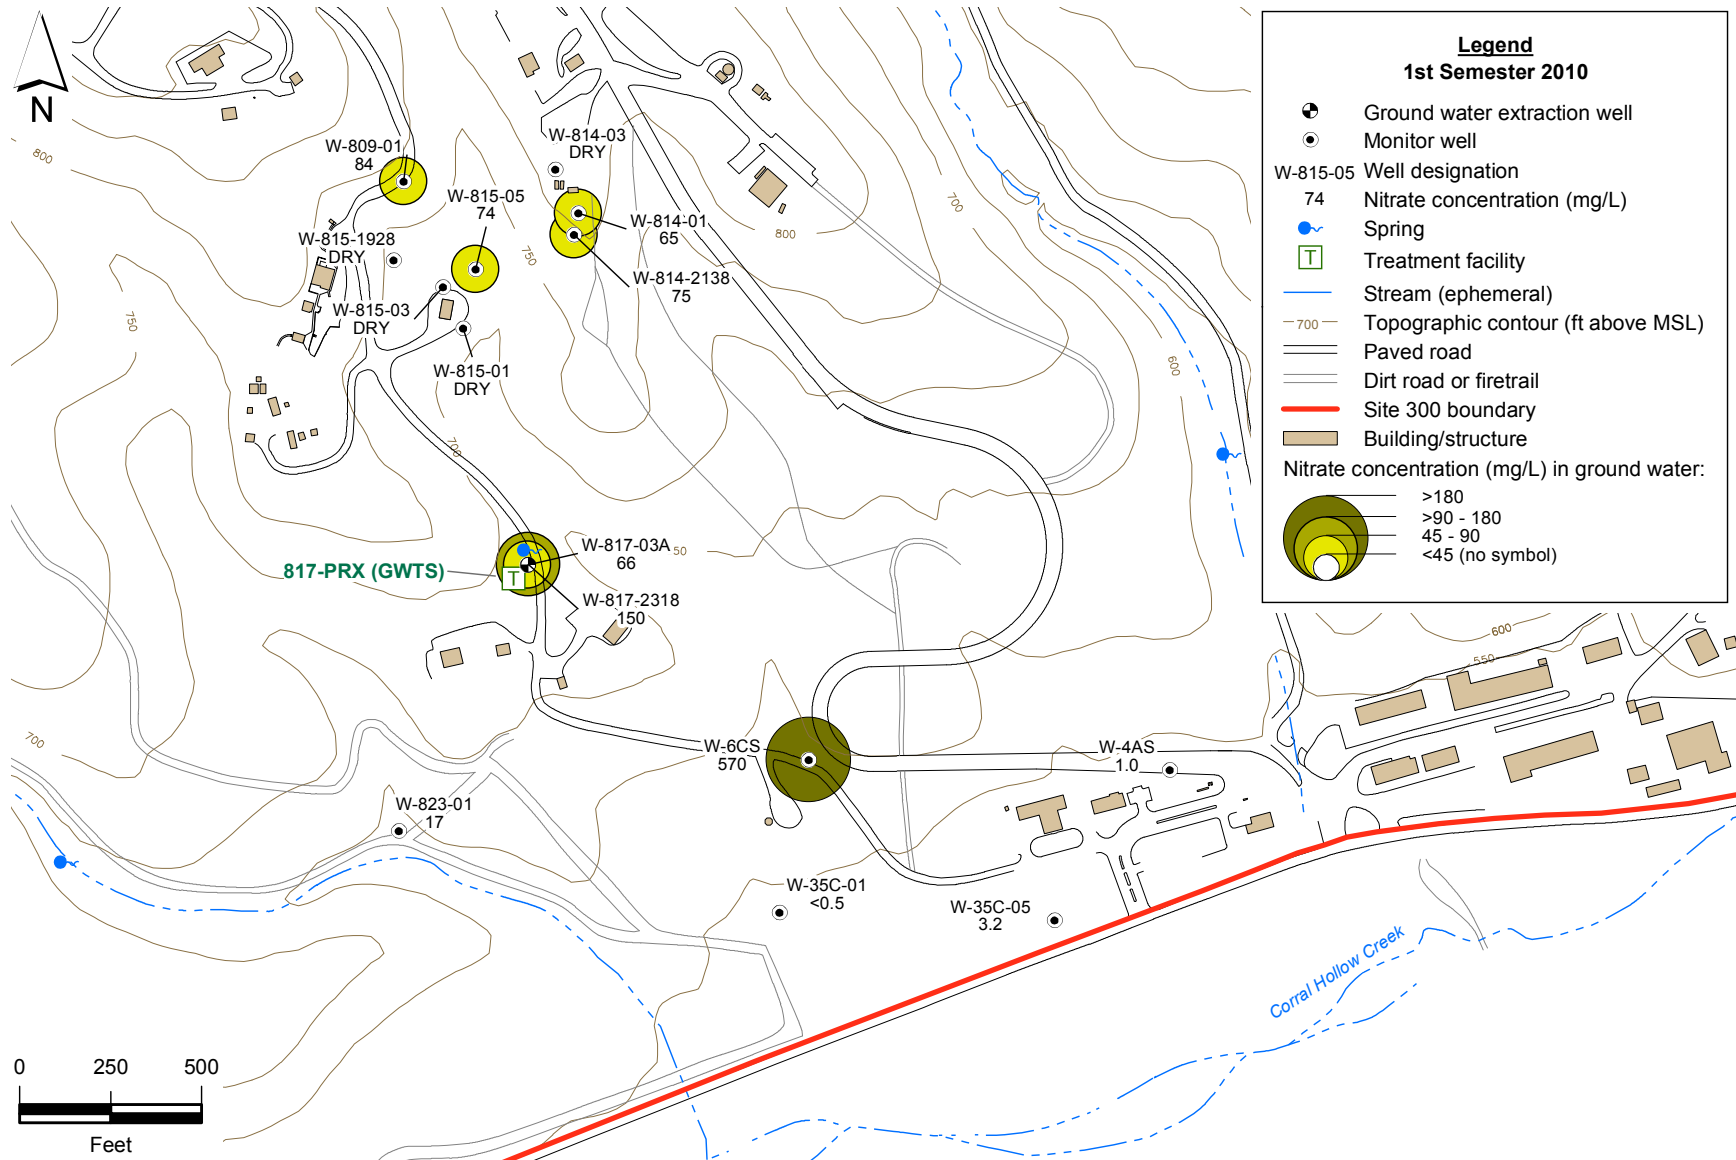 N
800
W-809-01
84
W-814-03
DRY
W-815-05
74
W-814-01
65
W-815-1928
DRY
W-814-2138
75
W-815-03
DRY
W-815-01
DRY
750
750
800
700
600
700
50
W-817-03A
66
817-PRX (GWTS)
T
W-817-2318
150
700
W-6CS
570
W-4AS
1.0
600
550
W-823-01
17
W-35C-01
<0.5
W-35C-05
3.2
Corral Hollow Creek
0 250 500
Feet
Legend
1st Semester 2010
Ground water extraction well
Monitor well
W-815-05 Well designation
74 Nitrate concentration (mg/L)
Spring
T Treatment facility
Stream (ephemeral)
700 Topographic contour (ft above MSL)
Paved road
Dirt road or firetrail
Site 300 boundary
Building/structure
Nitrate concentration (mg/L) in ground water:
>180
>90 - 180
45 - 90
<45 (no symbol)